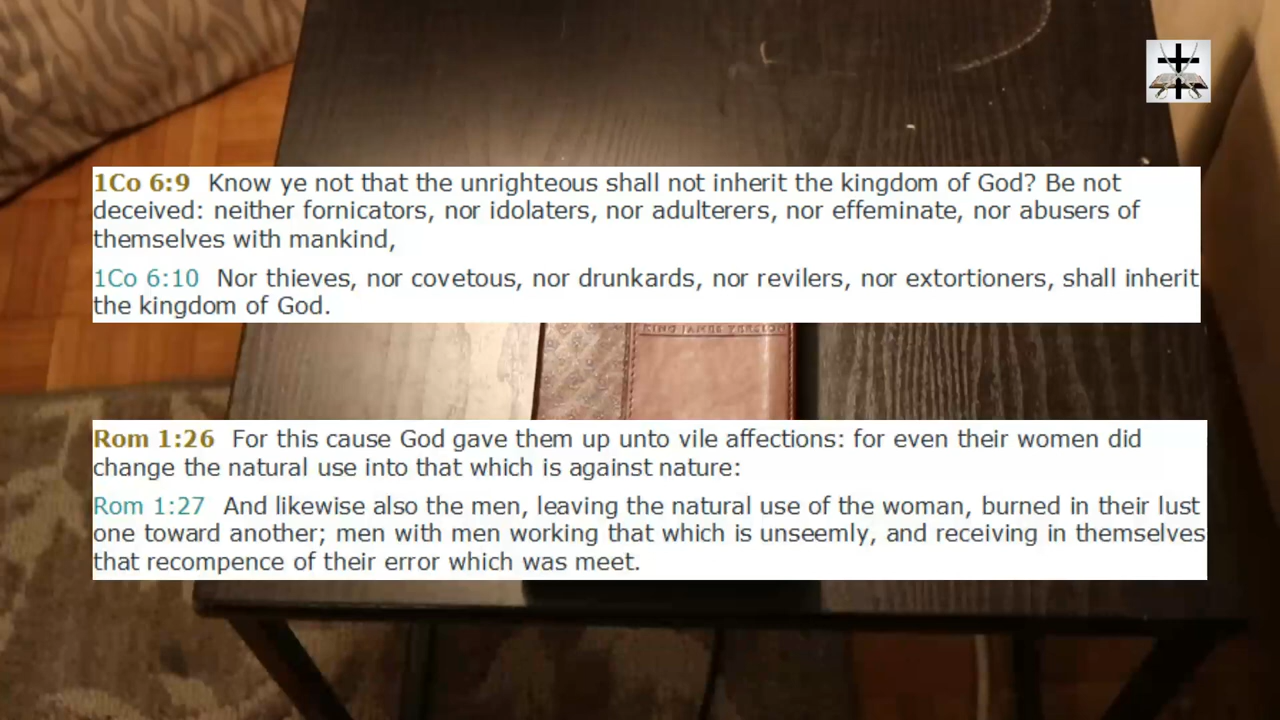 1Co 6:9 Know ye not that the unrighteous shall not inherit the kingdom of God? Be not
deceived: neither fornicators, nor idolaters, nor adulterers, nor effeminate, nor abusers of
themselves with mankind,
1Co 6:10 Nor thieves, nor covetous, nor drunkards, nor revilers, nor extortioners, shall inherit
the kingdom of God.
KING JAMES VERSION
Rom 1:26 For this cause God gave them up unto vile affections: for even their women did
change the natural use into that which is against nature:
Rom 1:27 And likewise also the men, leaving the natural use of the woman, burned in their lust
one toward another; men with men working that which is unseemly, and receiving in themselves
that recompence of their error which was meet.